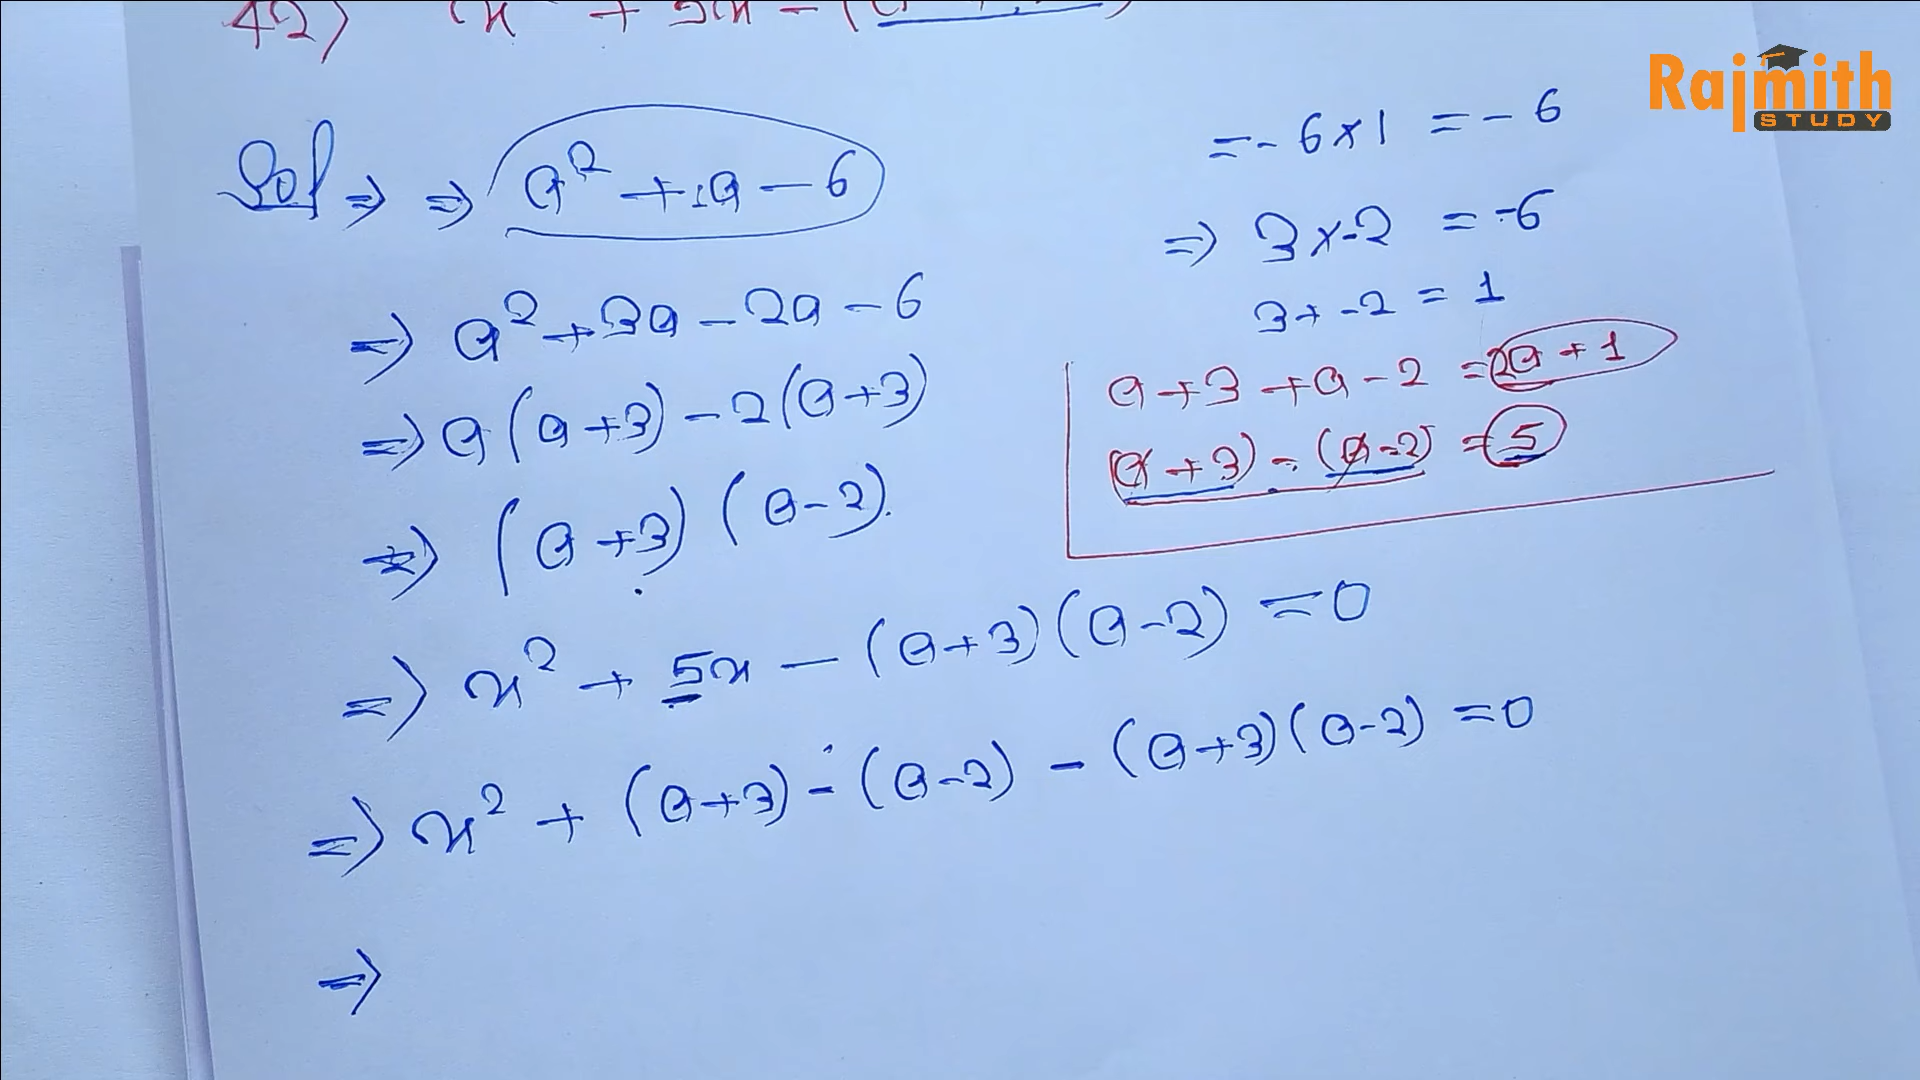 42) x² + 5x - (
Rajmith
STUDY
Sol ⇒ ⇒ a² + 1a - 6
= - 6 × 1 = - 6
⇒ 3 × -2 = -6
3 + -2 = 1
⇒ a² + 3a - 2a - 6
⇒ a(a+3) - 2(a+3)
a + 3 + a - 2 = 2a + 1
(a + 3) - (a - 2) = 5
⇒ (a + 3) (a - 2).
⇒ x² + 5x - (a+3)(a-2) = 0
⇒ x² + (a+3) - (a-2) - (a+3)(a-2) = 0
⇒